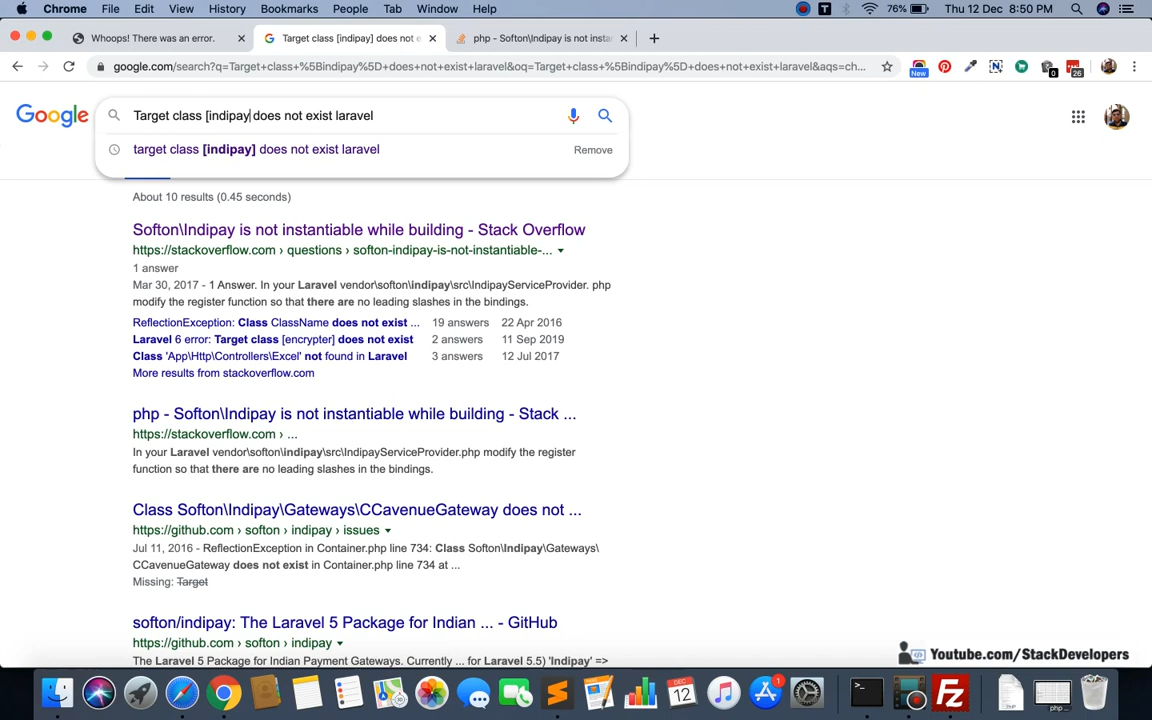 Chrome File Edit View History Bookmarks People Tab Window Help T 76% Thu 12 Dec 8:50 PM
Whoops! There was an error. Target class [indipay] does not e php - Softon\Indipay is not insta
google.com/search?q=Target+class+%5Bindipay%5D+does+not+exist+laravel&oq=Target+class+%5Bindipay%5D+does+not+exist+laravel&aqs=ch... New 0 26
Google Target class [indipay does not exist laravel
target class [indipay] does not exist laravel Remove
About 10 results (0.45 seconds)
Softon\Indipay is not instantiable while building - Stack Overflow
https://stackoverflow.com › questions › softon-indipay-is-not-instantiable-...
1 answer
Mar 30, 2017 - 1 Answer. In your Laravel vendor\softon\indipay\src\IndipayServiceProvider. php
modify the register function so that there are no leading slashes in the bindings.
ReflectionException: Class ClassName does not exist ... 19 answers 22 Apr 2016
Laravel 6 error: Target class [encrypter] does not exist 2 answers 11 Sep 2019
Class 'App\Http\Controllers\Excel' not found in Laravel 3 answers 12 Jul 2017
More results from stackoverflow.com
php - Softon\Indipay is not instantiable while building - Stack ...
https://stackoverflow.com › ...
In your Laravel vendor\softon\indipay\src\IndipayServiceProvider.php modify the register
function so that there are no leading slashes in the bindings.
Class Softon\Indipay\Gateways\CCavenueGateway does not ...
https://github.com › softon › indipay › issues
Jul 11, 2016 - ReflectionException in Container.php line 734: Class Softon\Indipay\Gateways\
CCavenueGateway does not exist in Container.php line 734 at ...
Missing: Target
softon/indipay: The Laravel 5 Package for Indian ... - GitHub
https://github.com › softon › indipay
The Laravel 5 Package for Indian Payment Gateways. Currently ... for Laravel 5.5) 'Indipay' =>
Youtube.com/StackDevelopers